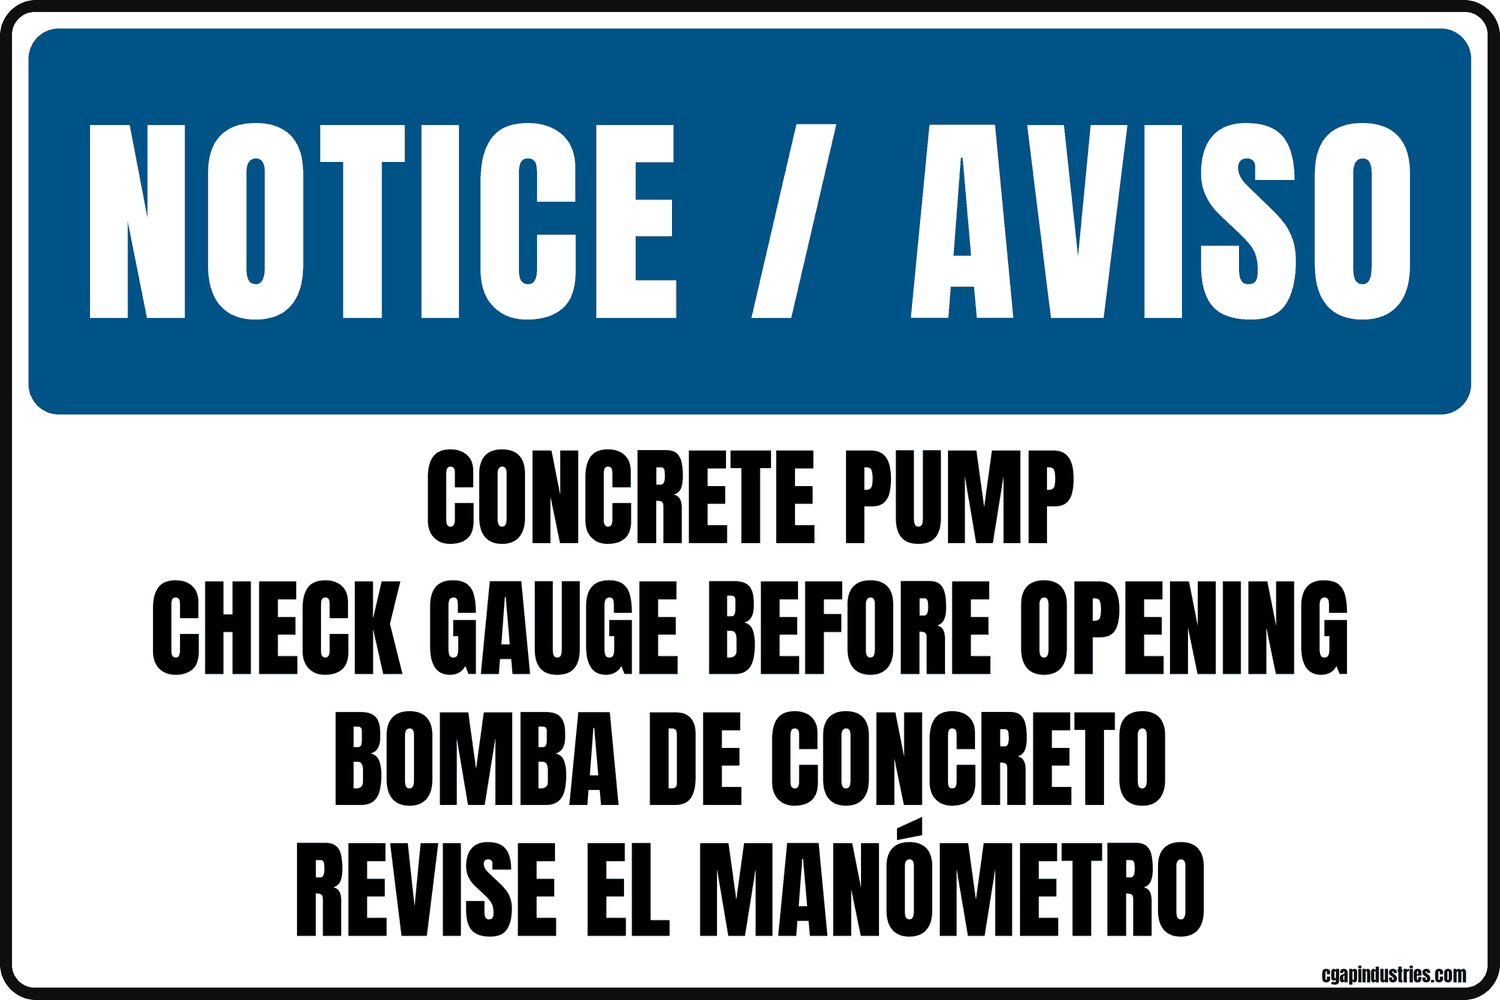 NOTICE / AVISO
CONCRETE PUMP
CHECK GAUGE BEFORE OPENING
BOMBA DE CONCRETO
REVISE EL MANÓMETRO
cgapindustries.com